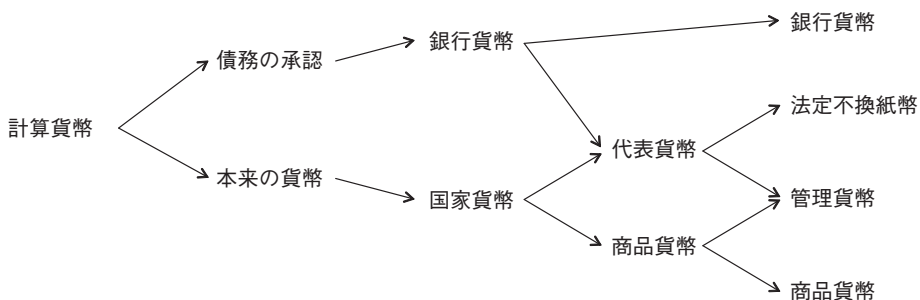 計算貨幣
債務の承認
本来の貨幣
銀行貨幣
国家貨幣
代表貨幣
商品貨幣
銀行貨幣
法定不換紙幣
管理貨幣
商品貨幣